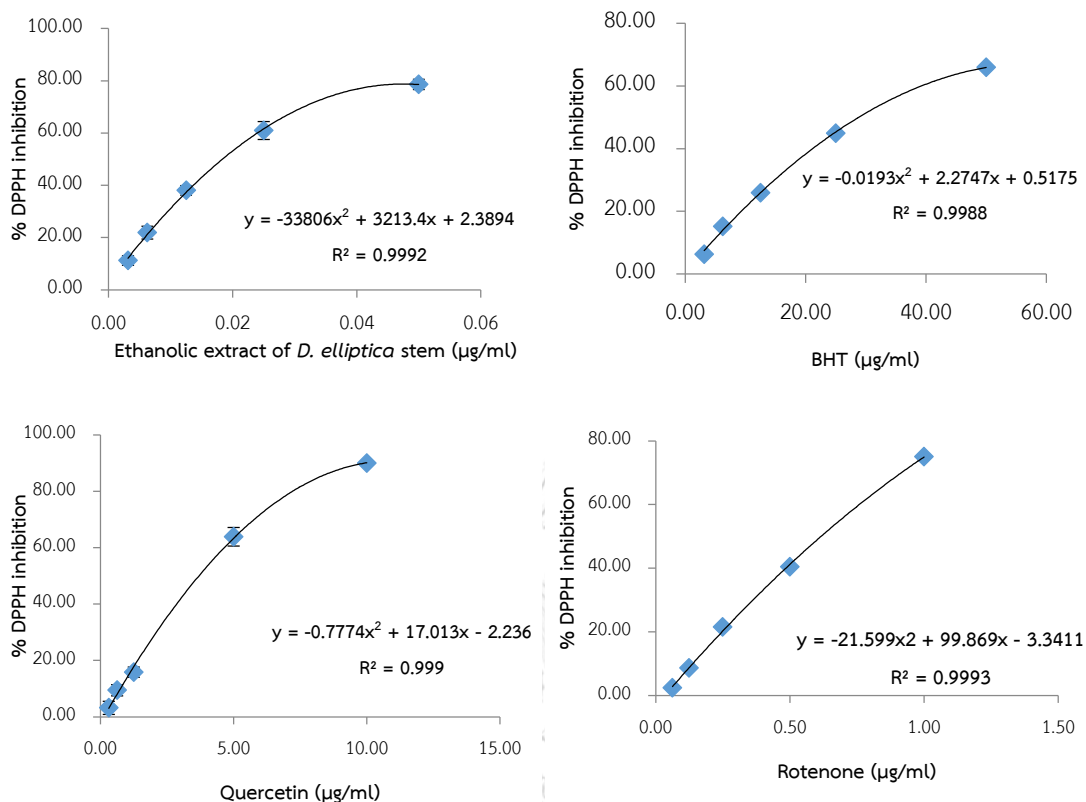 % DPPH inhibition
100.00
80.00
60.00
40.00
20.00
0.00
y = -33806x² + 3213.4x + 2.3894
R² = 0.9992
0.00 0.02 0.04 0.06
Ethanolic extract of D. elliptica stem (µg/ml)
% DPPH inhibition
80.00
60.00
40.00
20.00
0.00
y = -0.0193x² + 2.2747x + 0.5175
R² = 0.9988
0.00 20.00 40.00 60.00
BHT (µg/ml)
% DPPH inhibition
100.00
80.00
60.00
40.00
20.00
0.00
y = -0.7774x² + 17.013x - 2.236
R² = 0.999
0.00 5.00 10.00 15.00
Quercetin (µg/ml)
% DPPH inhibition
80.00
60.00
40.00
20.00
0.00
y = -21.599x2 + 99.869x - 3.3411
R² = 0.9993
0.00 0.50 1.00 1.50
Rotenone (µg/ml)